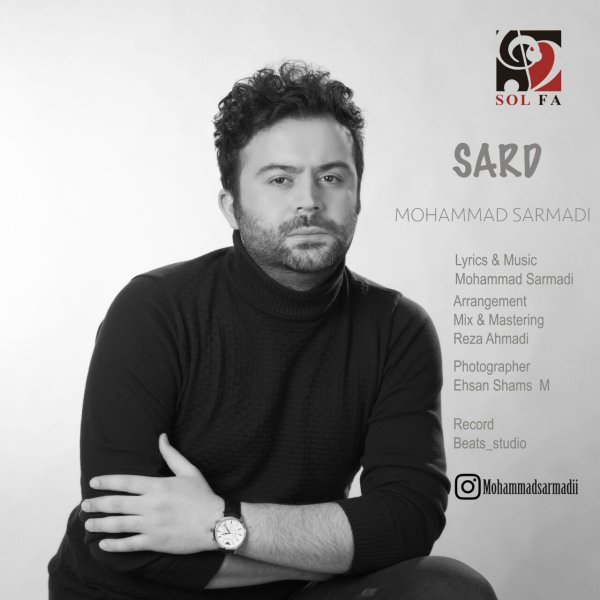 SOL FA
SARD
MOHAMMAD SARMADI
Lyrics & Music
Mohammad Sarmadi
Arrangement
Mix & Mastering
Reza Ahmadi
Photographer
Ehsan Shams M
Record
Beats_studio
Mohammadsarmadii